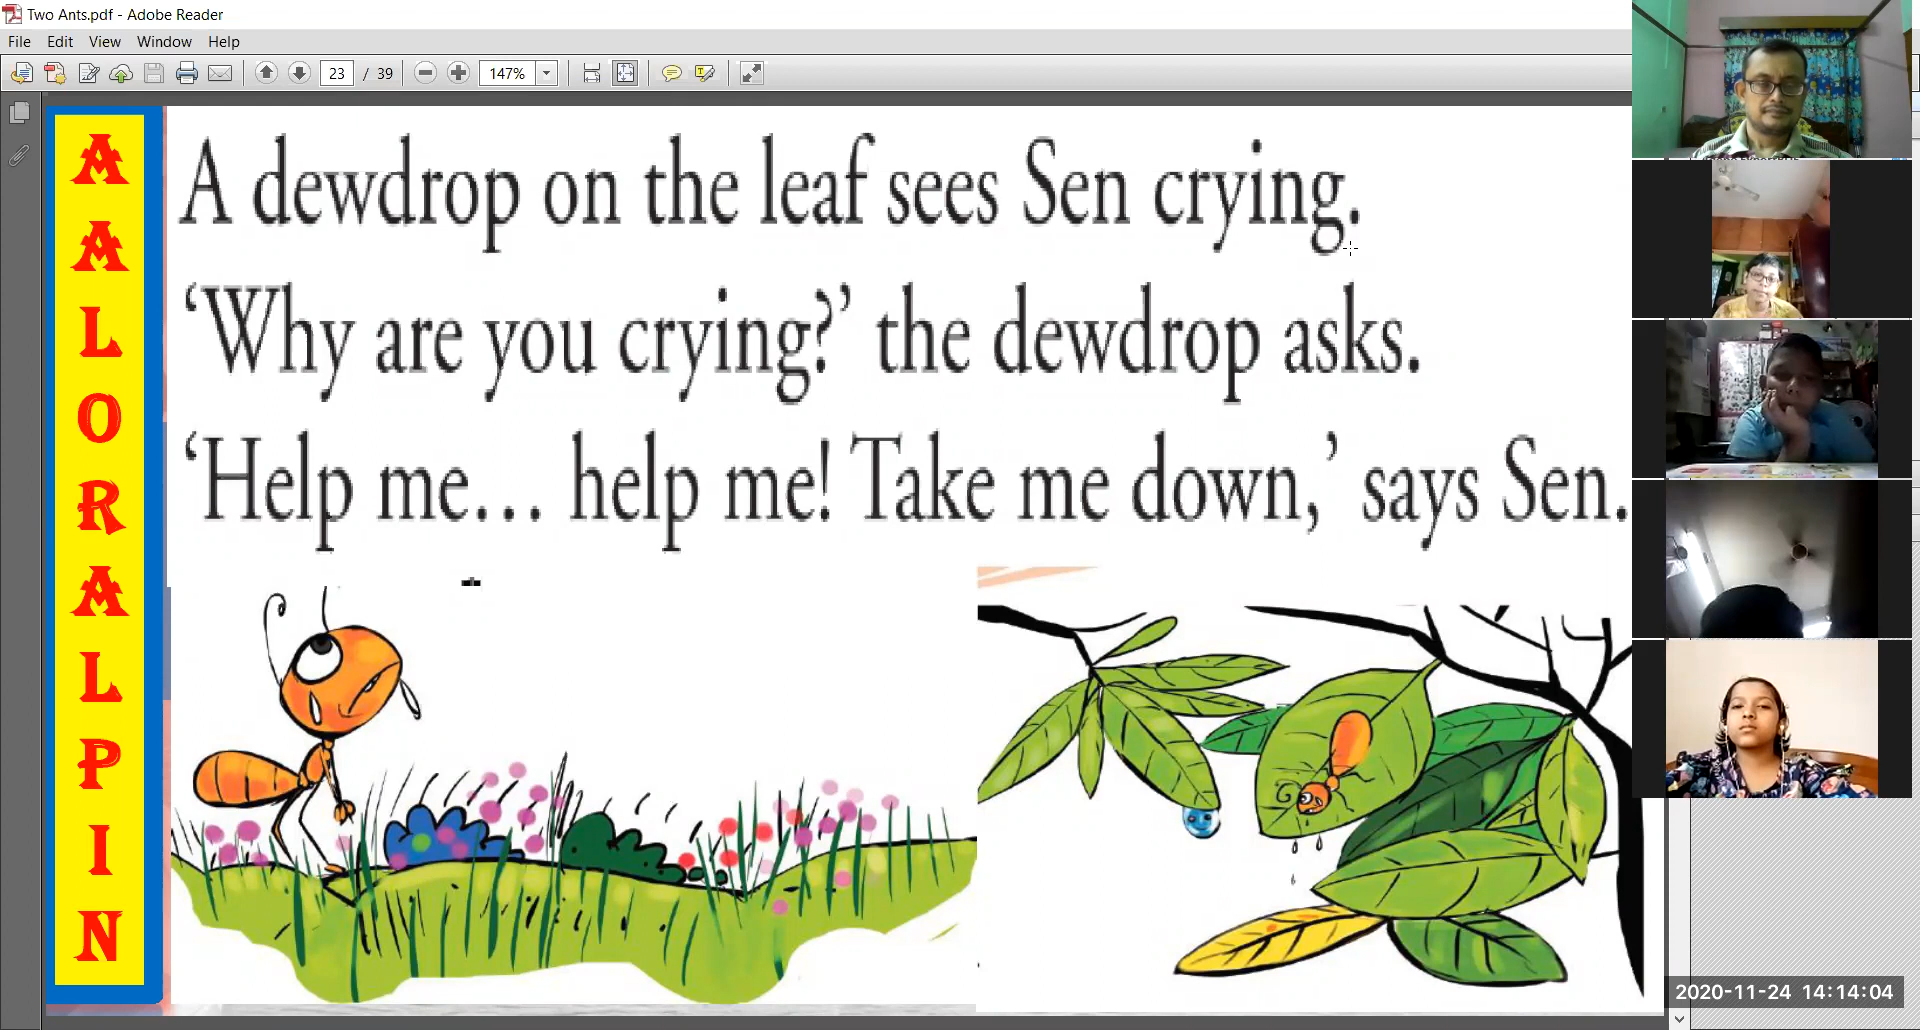 Two Ants.pdf - Adobe Reader
File Edit View Window Help
23 / 39 147%
AALORALPIN
A dewdrop on the leaf sees Sen crying.
‘Why are you crying?’ the dewdrop asks.
‘Help me... help me! Take me down,’ says Sen.
2020-11-24 14:14:04